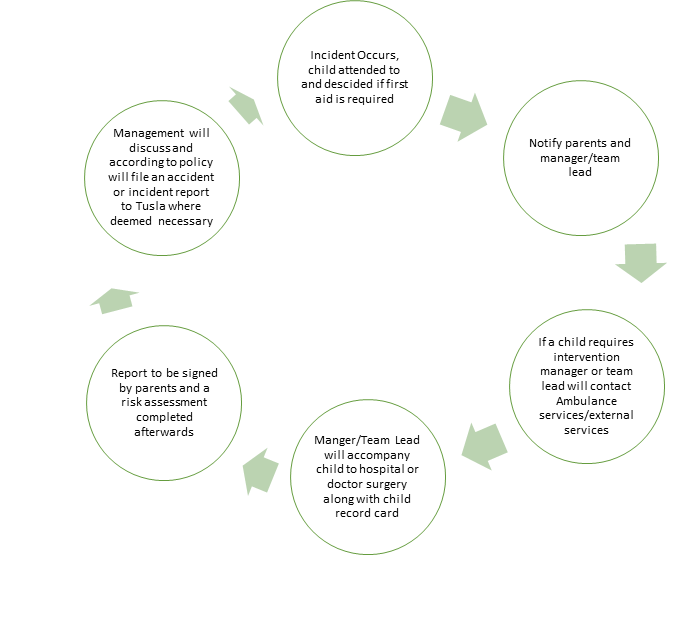 Incident Occurs,
child attended to
and descided if first
aid is required
Notify parents and
manager/team
lead
If a child requires
intervention
manager or team
lead will contact
Ambulance
services/external
services
Manger/Team Lead
will accompany
child to hospital or
doctor surgery
along with child
record card
Report to be signed
by parents and a
risk assessment
completed
afterwards
Management will
discuss and
according to policy
will file an accident
or incident report
to Tusla where
deemed necessary